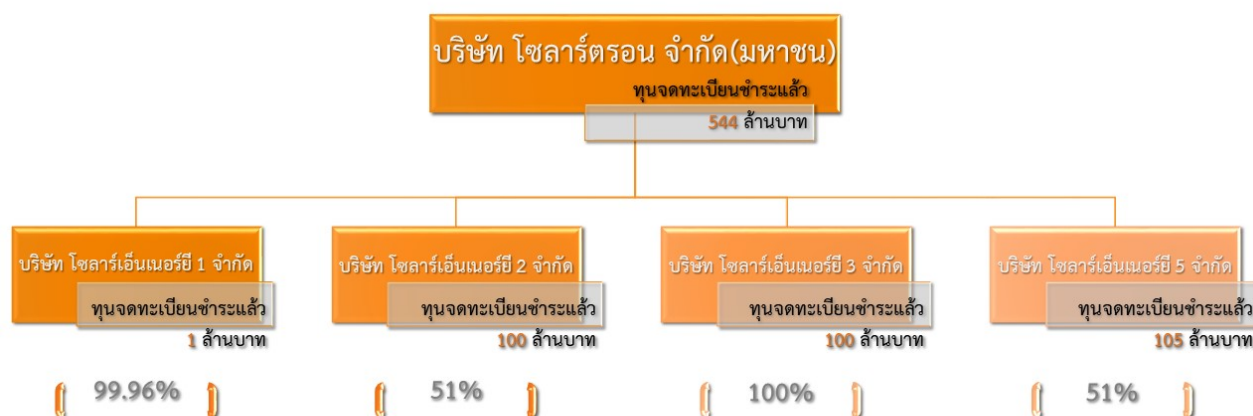 บริษัท โซลาร์ตรอน จำกัด(มหาชน)
ทุนจดทะเบียนชำระแล้ว
544 ล้านบาท
บริษัท โซลาร์เอ็นเนอร์ยี 1 จำกัด
ทุนจดทะเบียนชำระแล้ว
1 ล้านบาท
99.96%
บริษัท โซลาร์เอ็นเนอร์ยี 2 จำกัด
ทุนจดทะเบียนชำระแล้ว
100 ล้านบาท
51%
บริษัท โซลาร์เอ็นเนอร์ยี 3 จำกัด
ทุนจดทะเบียนชำระแล้ว
100 ล้านบาท
100%
บริษัท โซลาร์เอ็นเนอร์ยี 5 จำกัด
ทุนจดทะเบียนชำระแล้ว
105 ล้านบาท
51%